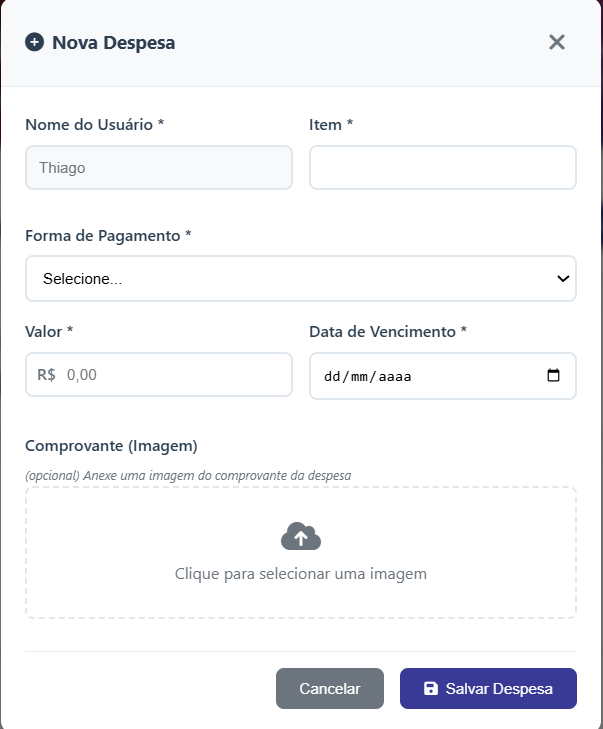 Nova Despesa
Nome do Usuário * Item *
Thiago
Forma de Pagamento *
Selecione...
Valor * Data de Vencimento *
R$ 0,00 dd/mm/aaaa
Comprovante (Imagem)
(opcional) Anexe uma imagem do comprovante da despesa
Clique para selecionar uma imagem
Cancelar Salvar Despesa